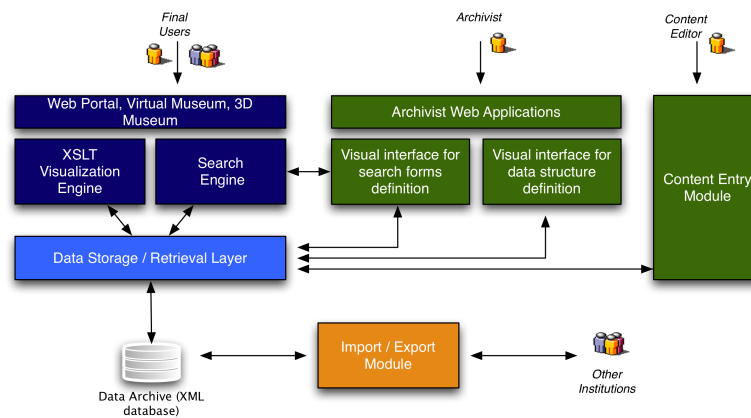 Final
Users
Archivist
Content
Editor
Web Portal, Virtual Museum, 3D
Museum
Archivist Web Applications
XSLT
Visualization
Engine
Search
Engine
Visual interface for
search forms
definition
Visual interface for
data structure
definition
Content Entry
Module
Data Storage / Retrieval Layer
Import / Export
Module
Data Archive (XML
database)
Other
Institutions